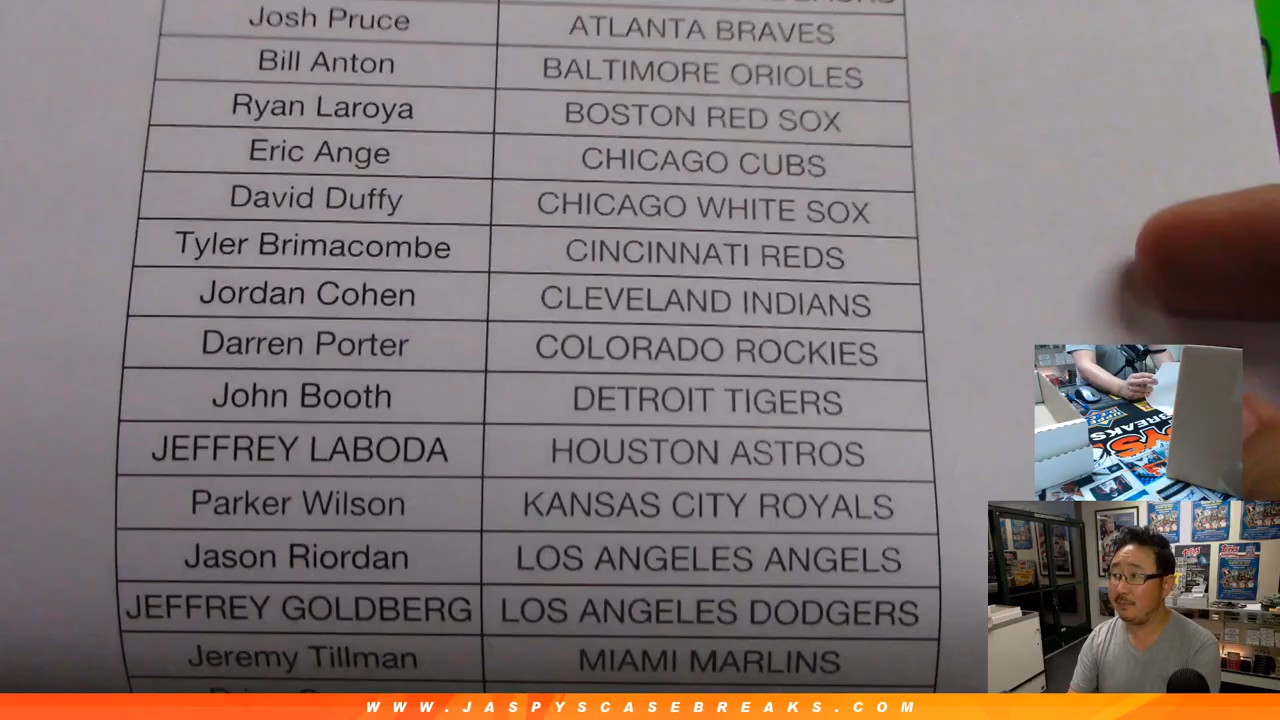 Josh Pruce ATLANTA BRAVES
Bill Anton BALTIMORE ORIOLES
Ryan Laroya BOSTON RED SOX
Eric Ange CHICAGO CUBS
David Duffy CHICAGO WHITE SOX
Tyler Brimacombe CINCINNATI REDS
Jordan Cohen CLEVELAND INDIANS
Darren Porter COLORADO ROCKIES
John Booth DETROIT TIGERS
JEFFREY LABODA HOUSTON ASTROS
Parker Wilson KANSAS CITY ROYALS
Jason Riordan LOS ANGELES ANGELS
JEFFREY GOLDBERG LOS ANGELES DODGERS
Jeremy Tillman MIAMI MARLINS
WWW.JASPYSCASEBREAKS.COM